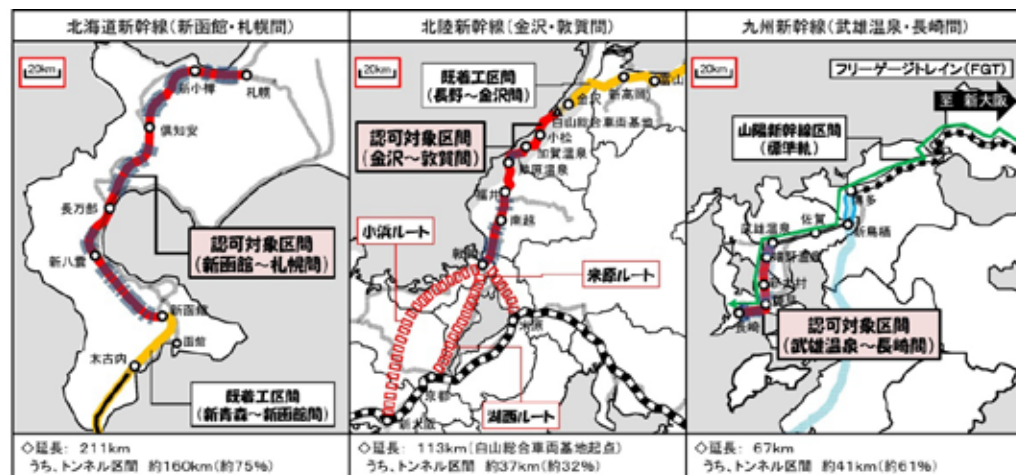 北海道新幹線(新函館・札幌間)
20km
新小樽
札幌
倶知安
長万部
認可対象区間
(新函館～札幌間)
新八雲
新函館
函館
木古内
既着工区間
(新青森～新函館間)
◇延長: 211km
うち、トンネル区間 約160km(約75%)
北陸新幹線(金沢・敦賀間)
20km
既着工区間
(長野～金沢間)
新高岡
富山
金沢
白山総合車両基地
認可対象区間
(金沢～敦賀間)
小松
加賀温泉
芦原温泉
福井
南越
小浜ルート
敦賀
米原ルート
米原
京都
新大阪
湖西ルート
◇延長: 113km(白山総合車両基地起点)
うち、トンネル区間 約37km(約32%)
九州新幹線(武雄温泉・長崎間)
20km
フリーゲージトレイン(FGT)
至 新大阪
山陽新幹線区間
(標準軌)
博多
佐賀
新鳥栖
武雄温泉
嬉野温泉
新大村
諫早
長崎
認可対象区間
(武雄温泉～長崎間)
◇延長: 67km
うち、トンネル区間 約41km(約61%)